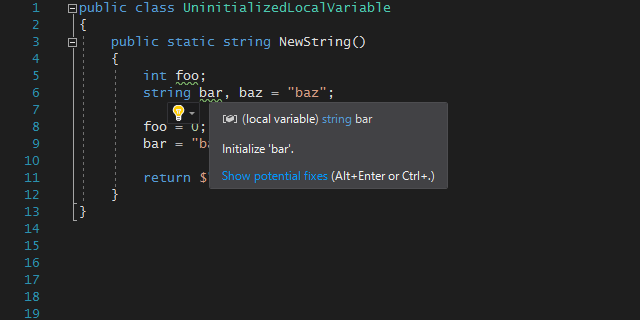 1 public class UninitializedLocalVariable
2 {
3 public static string NewString()
4 {
5 int foo;
6 string bar, baz = "baz";
7
8 foo = 0;
9 bar = "ba
10
11 return $
12 }
13 }
14
15
16
17
18
19
(local variable) string bar
Initialize 'bar'.
Show potential fixes (Alt+Enter or Ctrl+.)